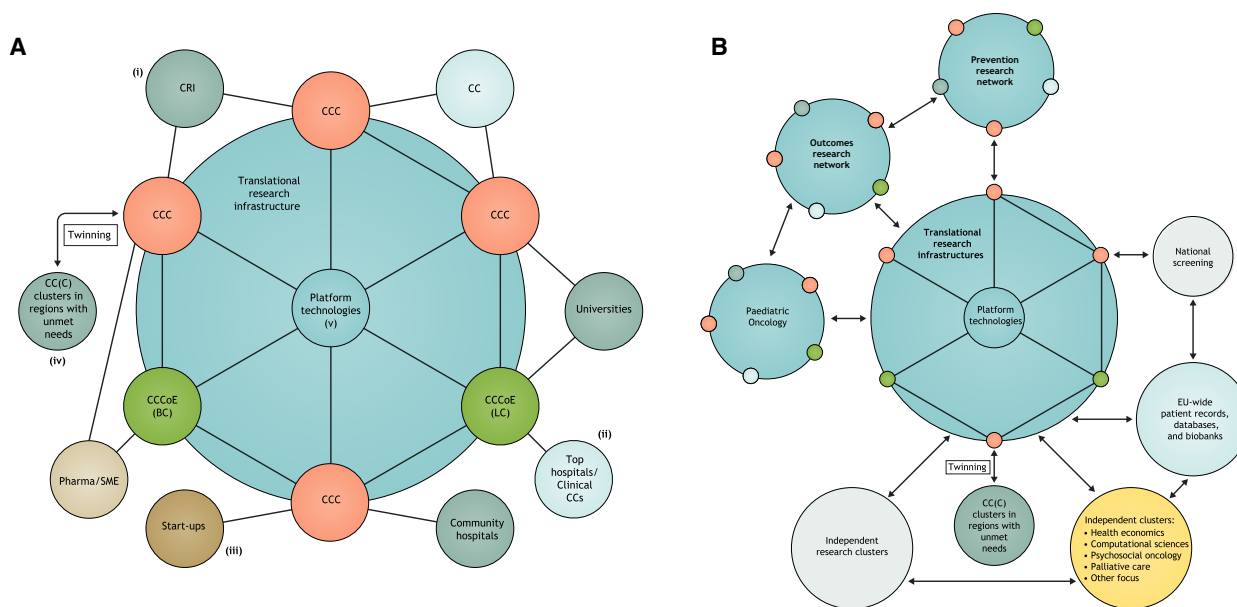 A
(i)
CRI
CCC
CC
Translational
research
infrastructure
CCC
CCC
Twinning
CC(C)
clusters in
regions with
unmet
needs
(iv)
Platform
technologies
(v)
Universities
CCCoE
(BC)
CCCoE
(LC)
(ii)
Pharma/SME
Top
hospitals/
Clinical
CCs
Start-ups
(iii)
CCC
Community
hospitals
B
Prevention
research
network
Outcomes
research
network
Translational
research
infrastructures
National
screening
Paediatric
Oncology
Platform
technologies
EU-wide
patient records,
databases,
and biobanks
Twinning
CC(C)
clusters in
regions with
unmet
needs
Independent
research clusters
Independent clusters:
• Health economics
• Computational sciences
• Psychosocial oncology
• Palliative care
• Other focus